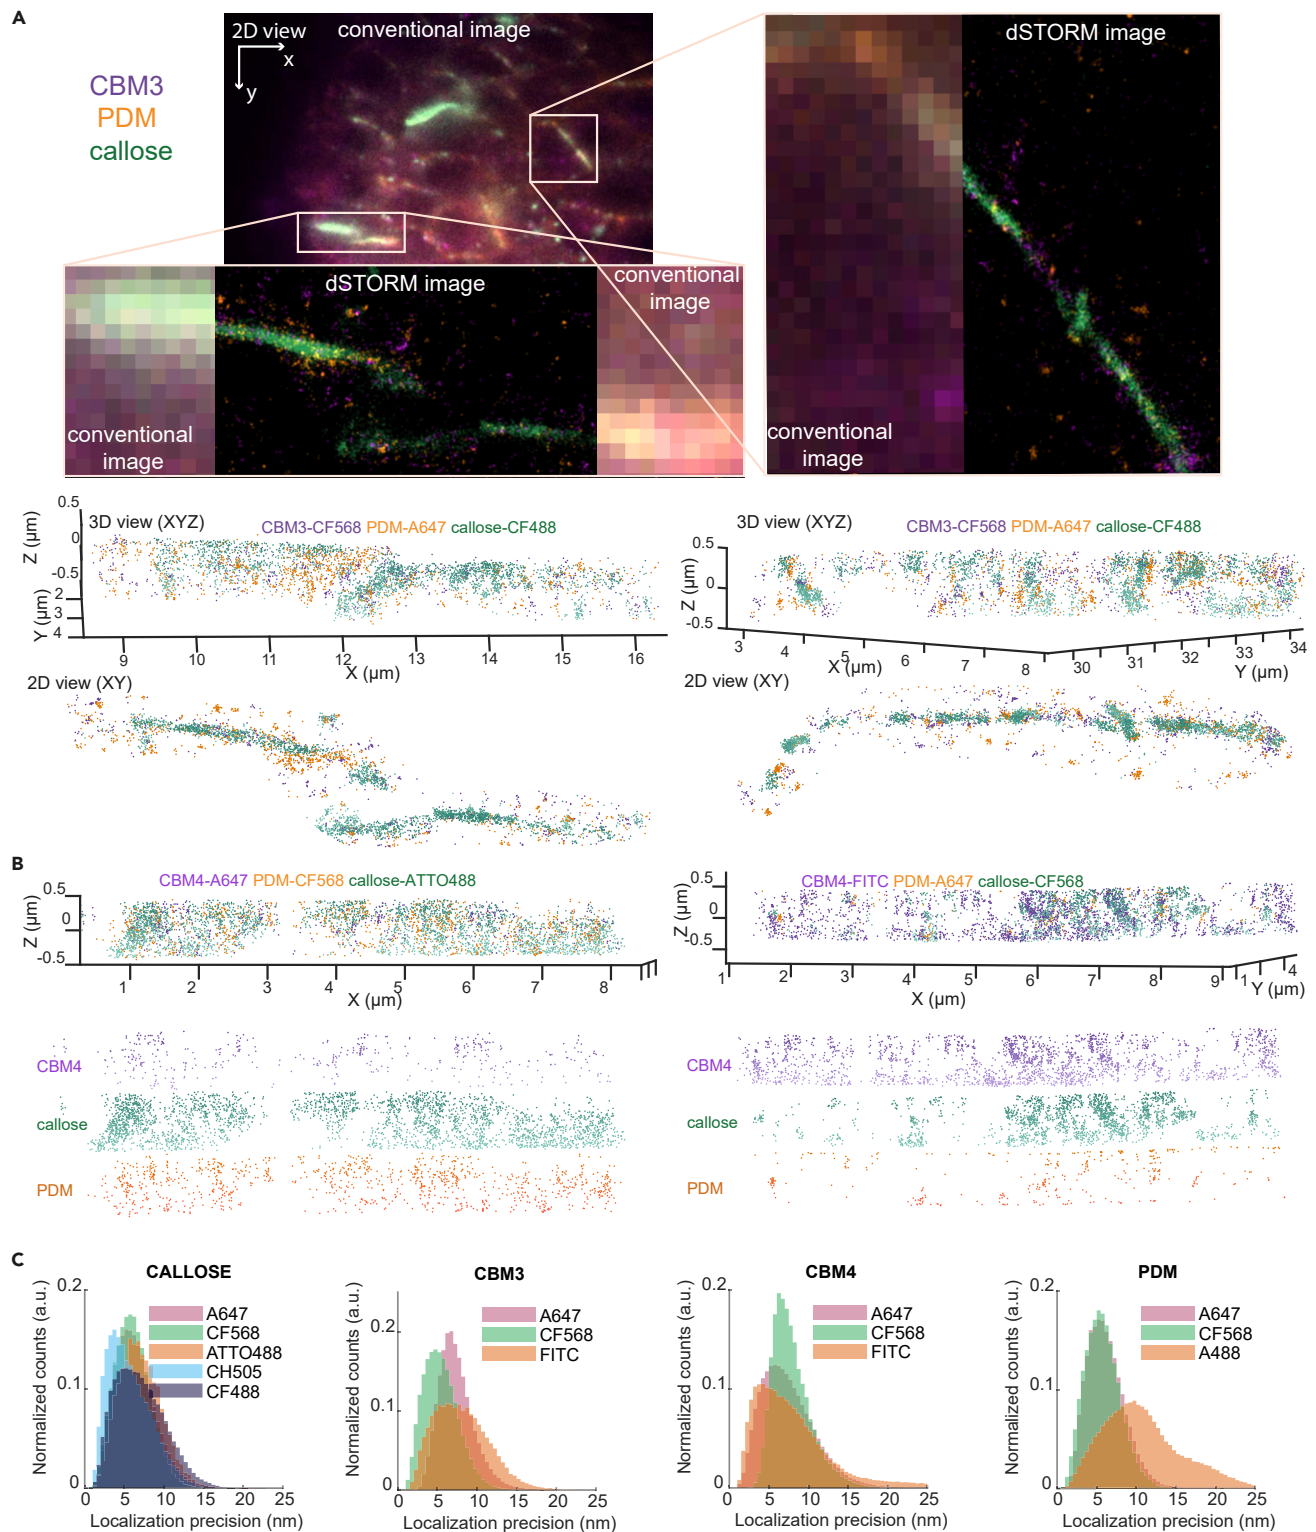 A
2D view
x
y
conventional image
CBM3
PDM
callose
dSTORM image
conventional
image
dSTORM image
conventional
image
conventional
image
3D view (XYZ)
CBM3-CF568 PDM-A647 callose-CF488
Z (µm)
0.5
0
-0.5
Y (µm)
2
3
4
9 10 11 12 13 14 15 16
X (µm)
2D view (XY)
3D view (XYZ)
CBM3-CF568 PDM-A647 callose-CF488
Z (µm)
0.5
0
-0.5
3 4 5 6 7 8 30 31 32 33 34
X (µm)
Y (µm)
2D view (XY)
B
CBM4-A647 PDM-CF568 callose-ATTO488
Z (µm)
0.5
0
-0.5
1 2 3 4 5 6 7 8
X (µm)
CBM4
callose
PDM
CBM4-FITC PDM-A647 callose-CF568
Z (µm)
0.5
0
-0.5
1 2 3 4 5 6 7 8 9 1 4
X (µm)
Y (µm)
CBM4
callose
PDM
C
CALLOSE
Normalized counts (a.u.)
0.2
0.1
0
A647
CF568
ATTO488
CH505
CF488
0 5 10 15 20 25
Localization precision (nm)
CBM3
Normalized counts (a.u.)
0.2
0.1
0
A647
CF568
FITC
0 5 10 15 20 25
Localization precision (nm)
CBM4
Normalized counts (a.u.)
0.2
0.1
0
A647
CF568
FITC
0 5 10 15 20 25
Localization precision (nm)
PDM
Normalized counts (a.u.)
0.2
0.1
0
A647
CF568
A488
0 5 10 15 20 25
Localization precision (nm)